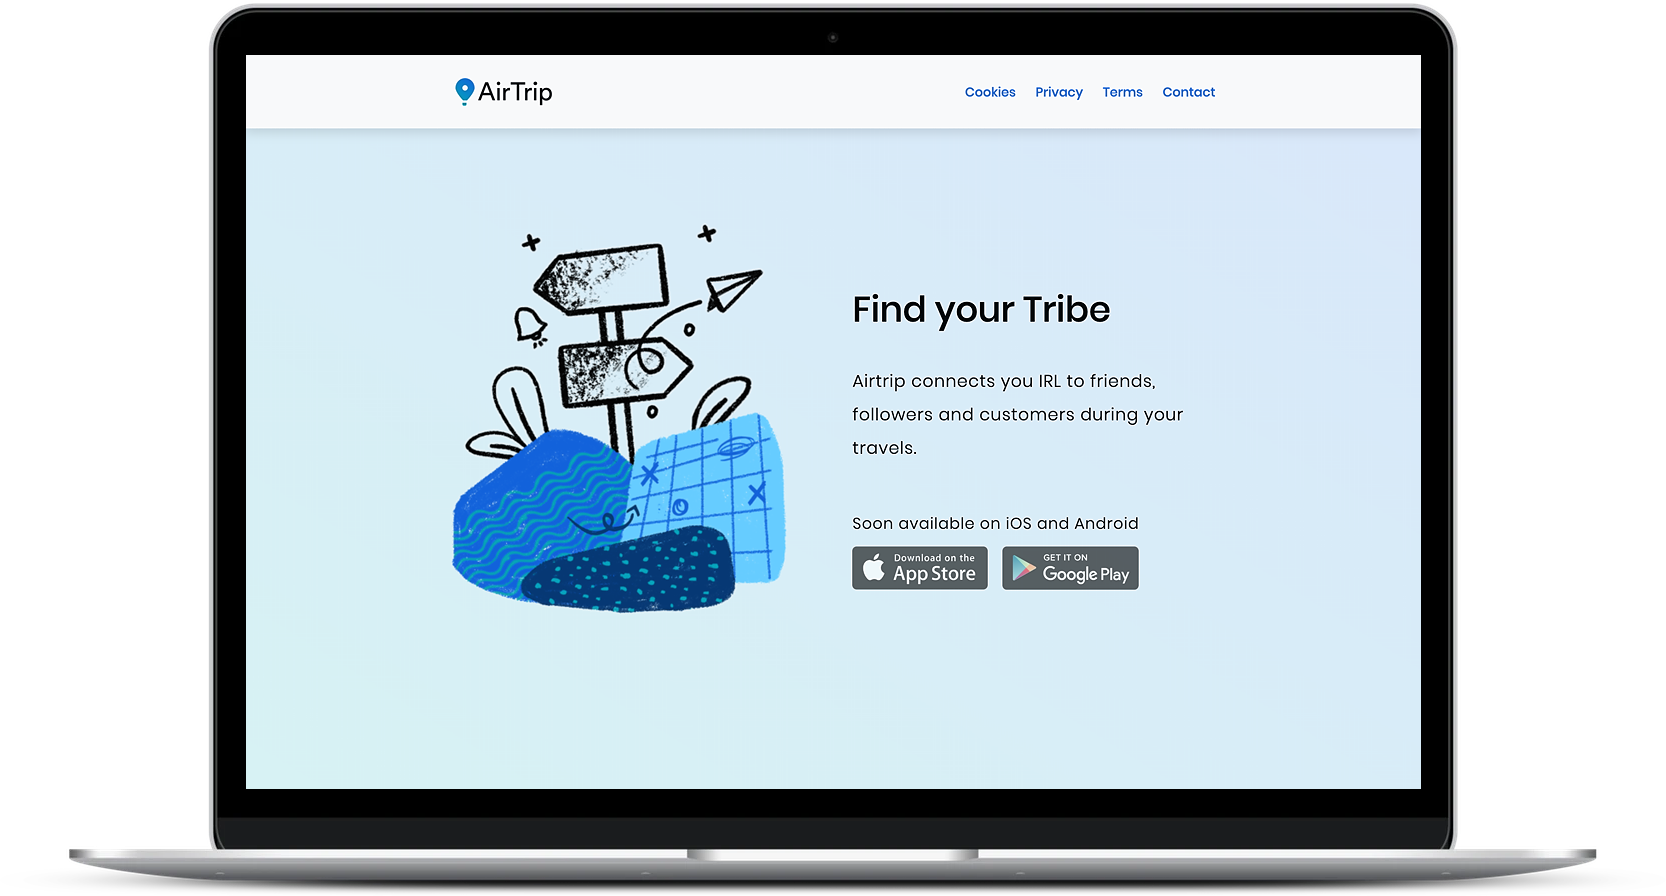 AirTrip
Cookies Privacy Terms Contact
Find your Tribe
Airtrip connects you IRL to friends,
followers and customers during your
travels.
Soon available on iOS and Android
Download on the
App Store
GET IT ON
Google Play